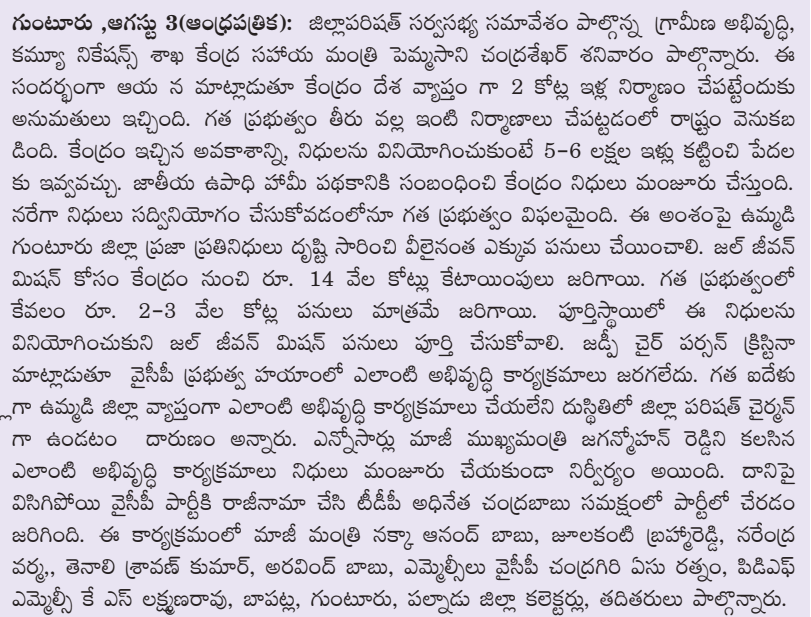 గుంటూరు ,ఆగస్టు 3(ఆంధ్రపత్రిక): జిల్లాపరిషత్ సర్వసభ్య సమావేశం పాల్గొన్న గ్రామీణ అభివృద్ధి,
కమ్యూ నికేషన్స్ శాఖ కేంద్ర సహాయ మంత్రి పెమ్మసాని చంద్రశేఖర్ శనివారం పాల్గొన్నారు. ఈ
సందర్భంగా ఆయ న మాట్లాడుతూ కేంద్రం దేశ వ్యాప్తం గా 2 కోట్ల ఇళ్ల నిర్మాణం చేపట్టేందుకు
అనుమతులు ఇచ్చింది. గత ప్రభుత్వం తీరు వల్ల ఇంటి నిర్మాణాలు చేపట్టడంలో రాష్ట్రం వెనుకబ
డింది. కేంద్రం ఇచ్చిన అవకాశాన్ని, నిధులను వినియోగించుకుంటే 5-6 లక్షల ఇళ్లు కట్టించి పేదల
కు ఇవ్వవచ్చు. జాతీయ ఉపాధి హామీ పథకానికి సంబంధించి కేంద్రం నిధులు మంజూరు చేస్తుంది.
నరేగా నిధులు సద్వినియోగం చేసుకోవడంలోనూ గత ప్రభుత్వం విఫలమైంది. ఈ అంశంపై ఉమ్మడి
గుంటూరు జిల్లా ప్రజా ప్రతినిధులు దృష్టి సారించి వీలైనంత ఎక్కువ పనులు చేయించాలి. జల్ జీవన్
మిషన్ కోసం కేంద్రం నుంచి రూ. 14 వేల కోట్లు కేటాయింపులు జరిగాయి. గత ప్రభుత్వంలో
కేవలం రూ. 2-3 వేల కోట్ల పనులు మాత్రమే జరిగాయి. పూర్తిస్థాయిలో ఈ నిధులను
వినియోగించుకుని జల్ జీవన్ మిషన్ పనులు పూర్తి చేసుకోవాలి. జడ్పీ చైర్ పర్సన్ క్రిస్టినా
మాట్లాడుతూ వైసీపీ ప్రభుత్వ హయాంలో ఎలాంటి అభివృద్ధి కార్యక్రమాలు జరగలేదు. గత ఐదేళు
్లగా ఉమ్మడి జిల్లా వ్యాప్తంగా ఎలాంటి అభివృద్ధి కార్యక్రమాలు చేయలేని దుస్థితిలో జిల్లా పరిషత్ చైర్మన్
గా ఉండటం దారుణం అన్నారు. ఎన్నోసార్లు మాజీ ముఖ్యమంత్రి జగన్మోహన్ రెడ్డిని కలసిన
ఎలాంటి అభివృద్ధి కార్యక్రమాలు నిధులు మంజూరు చేయకుండా నిర్వీర్యం అయింది. దానిపై
విసిగిపోయి వైసీపీ పార్టీకి రాజీనామా చేసి టీడీపీ అధినేత చంద్రబాబు సమక్షంలో పార్టీలో చేరడం
జరిగింది. ఈ కార్యక్రమంలో మాజీ మంత్రి నక్కా ఆనంద్ బాబు, జూలకంటి బ్రహ్మారెడ్డి, నరేంద్ర
వర్మ,, తెనాలి శ్రావణ్ కుమార్, అరవింద్ బాబు, ఎమ్మెల్సీలు వైసీపీ చంద్రగిరి ఏసు రత్నం, పిడిఎఫ్
ఎమ్మెల్సీ కే ఎస్ లక్ష్మణరావు, బాపట్ల, గుంటూరు, పల్నాడు జిల్లా కలెక్టర్లు, తదితరులు పాల్గొన్నారు.